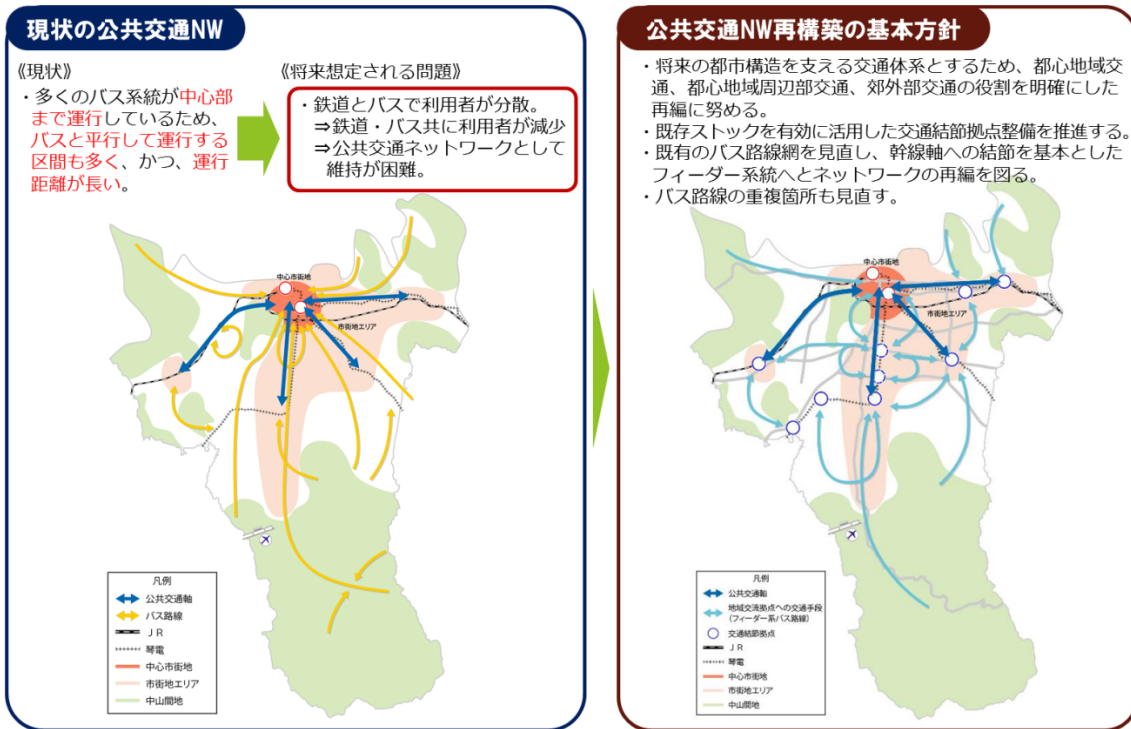 現状の公共交通NW
《現状》
・多くのバス系統が中心部
まで運行しているため、
バスと平行して運行する
区間も多く、かつ、運行
距離が長い。
《将来想定される問題》
・鉄道とバスで利用者が分散。
⇒鉄道・バス共に利用者が減少
⇒公共交通ネットワークとして
維持が困難。
中心市街地
市街地エリア
凡例
公共交通軸
バス路線
ＪＲ
琴電
中心市街地
市街地エリア
中山間地
公共交通NW再構築の基本方針
・将来の都市構造を支える交通体系とするため、都心地域交
通、都心地域周辺部交通、郊外部交通の役割を明確にした
再編に努める。
・既存ストックを有効に活用した交通結節拠点整備を推進する。
・既有のバス路線網を見直し、幹線軸への結節を基本とした
フィーダー系統へとネットワークの再編を図る。
・バス路線の重複箇所も見直す。
中心市街地
市街地エリア
凡例
公共交通軸
地域交流拠点への交通手段
(フィーダー系バス路線)
交通結節拠点
ＪＲ
琴電
中心市街地
市街地エリア
中山間地